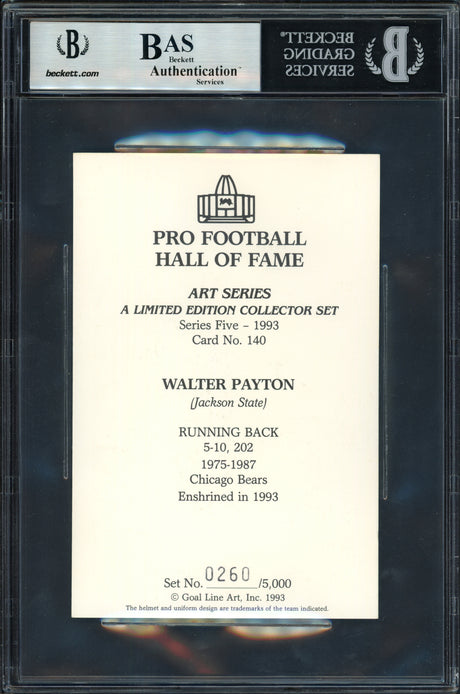 B
beckett.com
BAS
Beckett
Authentication™
Services
BECKETT®
GRADING
SERVICES
B
PRO FOOTBALL
HALL OF FAME
ART SERIES
A LIMITED EDITION COLLECTOR SET
Series Five – 1993
Card No. 140
WALTER PAYTON
(Jackson State)
RUNNING BACK
5-10, 202
1975-1987
Chicago Bears
Enshrined in 1993
Set No. 0260 /5,000
© Goal Line Art, Inc. 1993
The helmet and uniform design are trademarks of the team indicated.